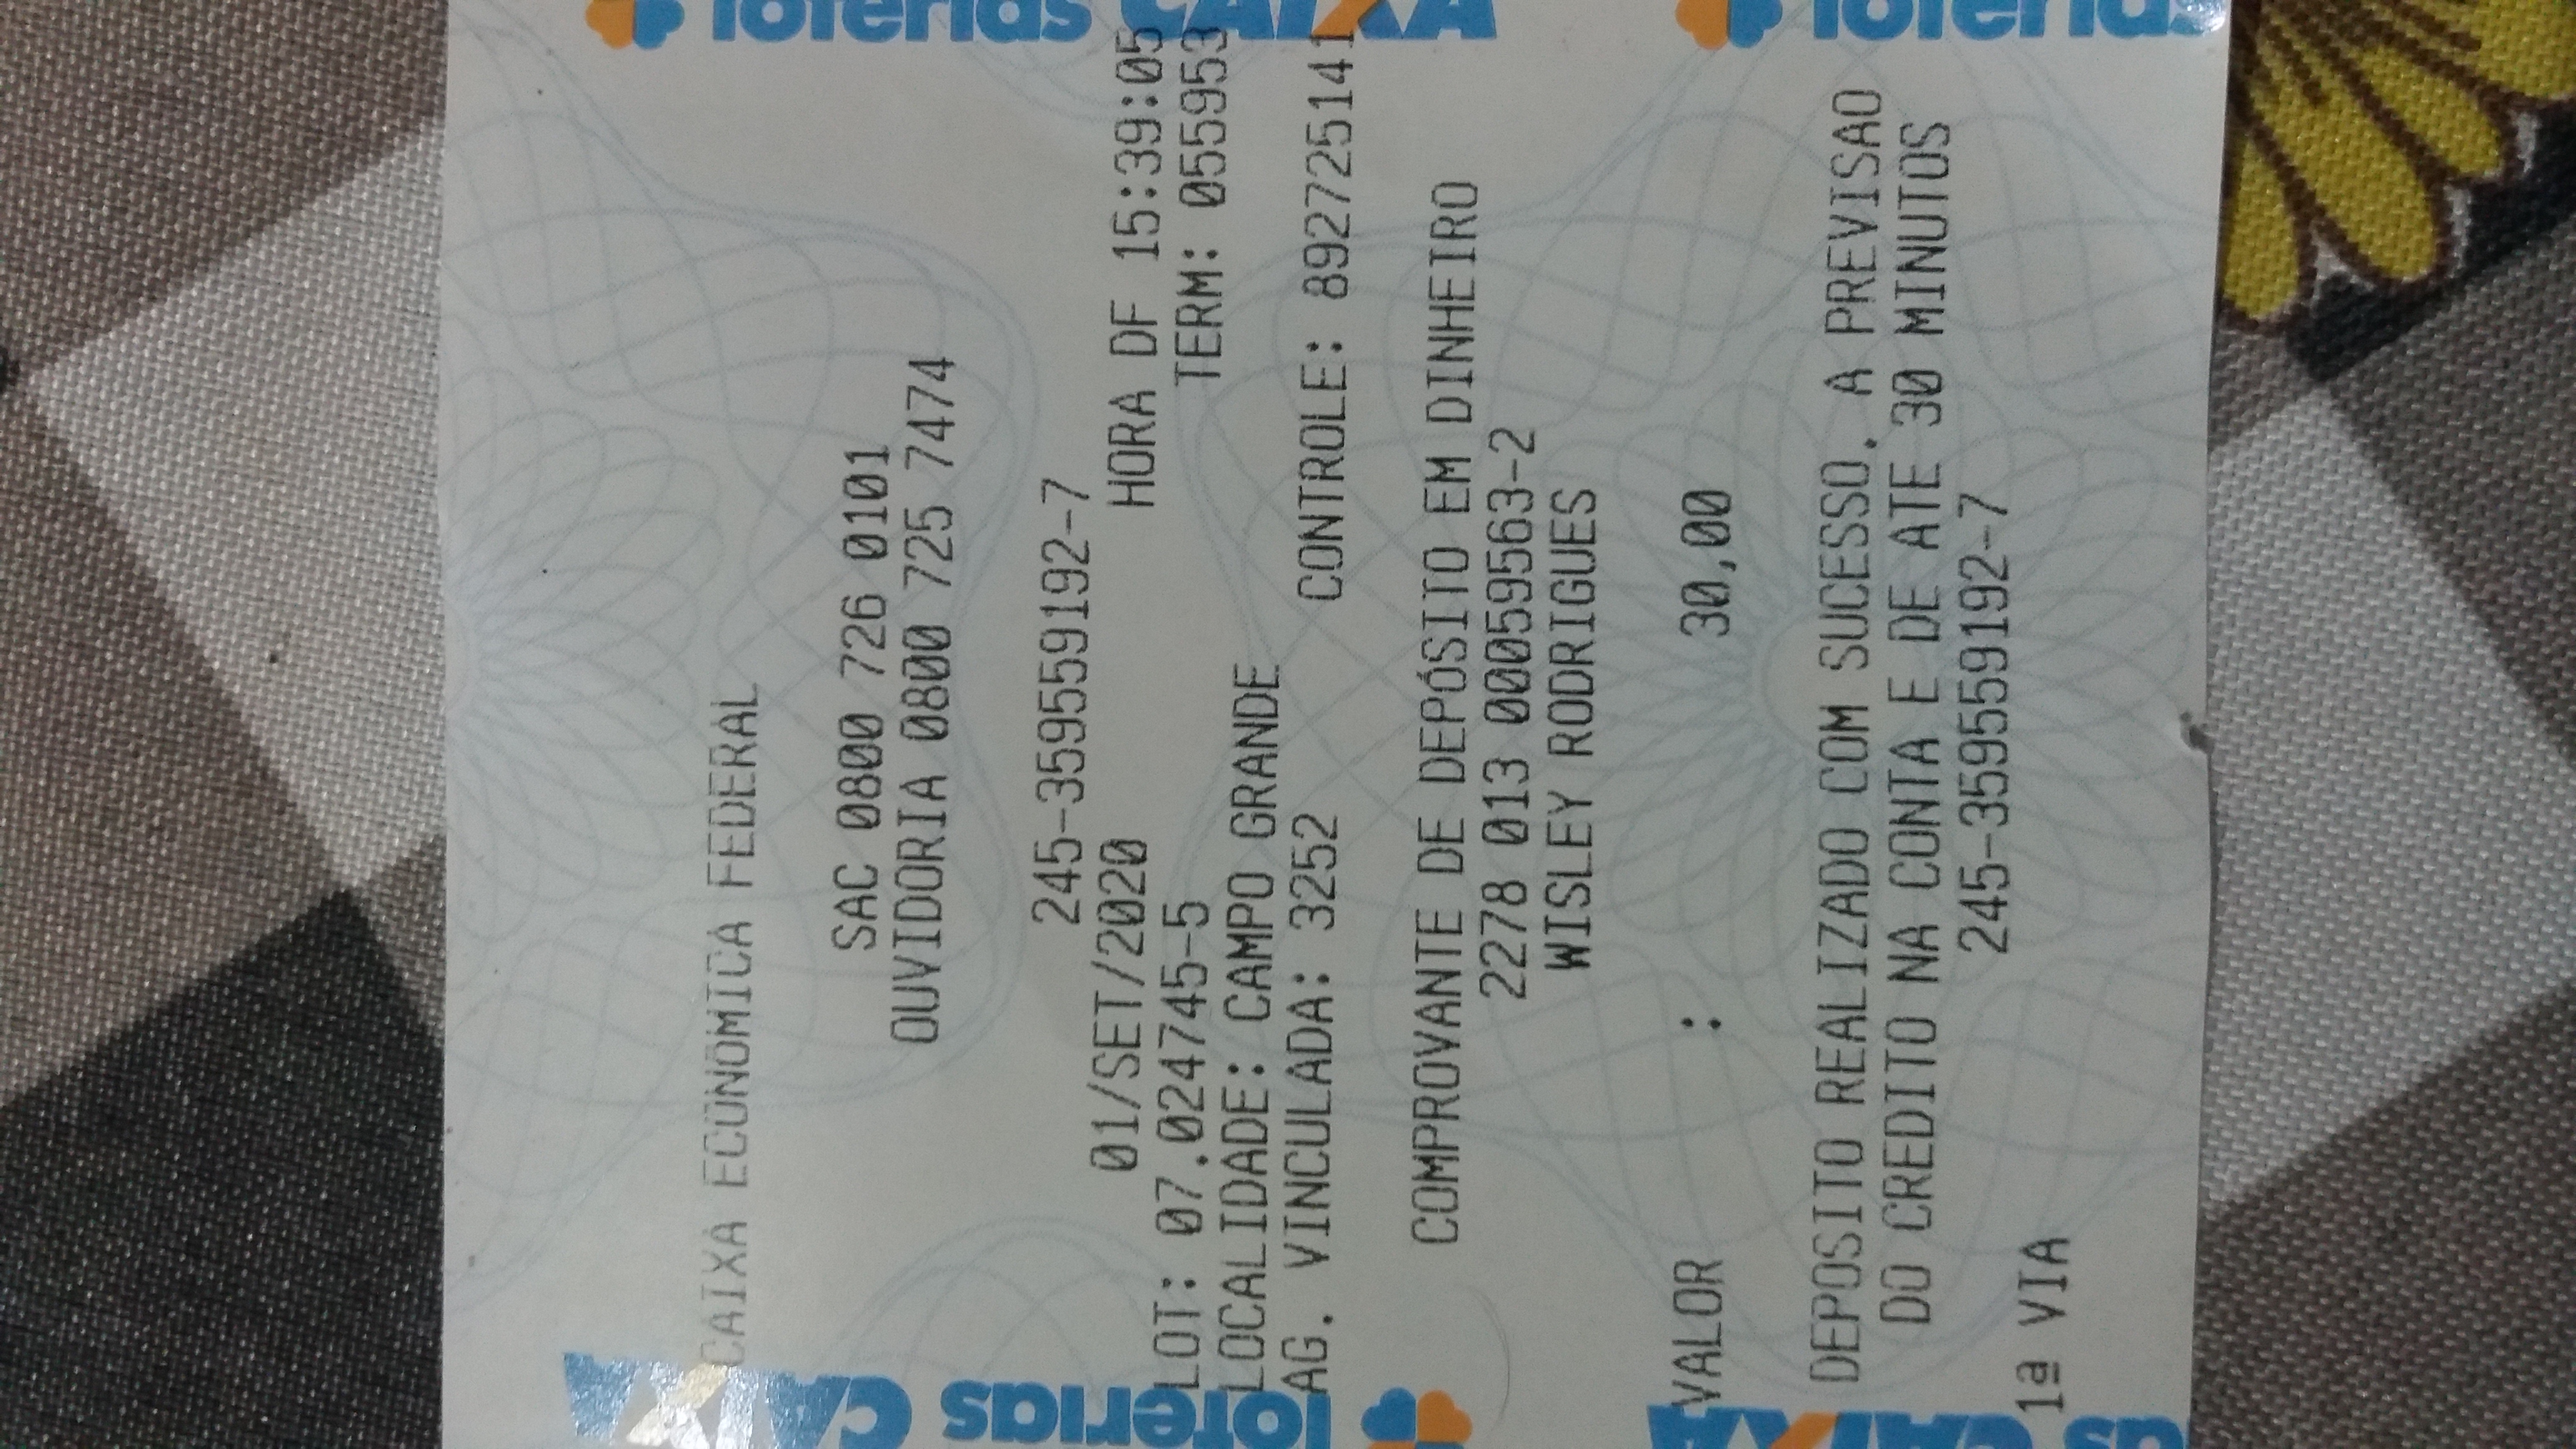 CAIXA ECONOMICA FEDERAL
SAC 0800 726 0101
OUVIDORIA 0800 725 7474
245-359559192-7
01/SET/2020 HORA DF 15:39:05
LOT: 07.024745-5 TERM: 055953
LOCALIDADE: CAMPO GRANDE
AG. VINCULADA: 3252 CONTROLE: 892725141
COMPROVANTE DE DEPÓSITO EM DINHEIRO
2278 013 00059563-2
WISLEY RODRIGUES
VALOR : 30,00
DEPOSITO REALIZADO COM SUCESSO. A PREVISAO
DO CREDITO NA CONTA E DE ATE 30 MINUTOS
245-359559192-7
1ª VIA
loterias CAIXA
as CAIXA
loterias CAIXA
loterias